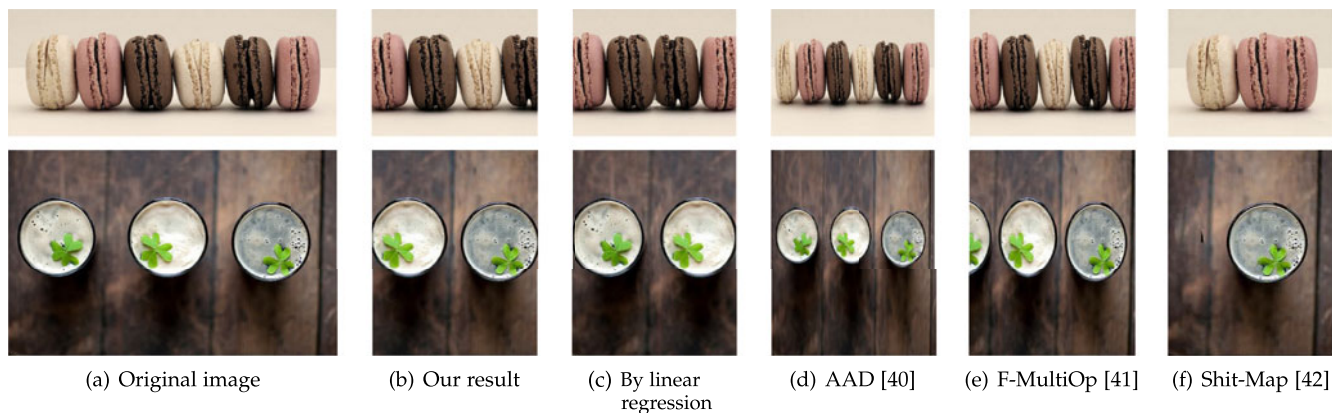 (a) Original image
(b) Our result
(c) By linear
regression
(d) AAD [40]
(e) F-MultiOp [41]
(f) Shit-Map [42]